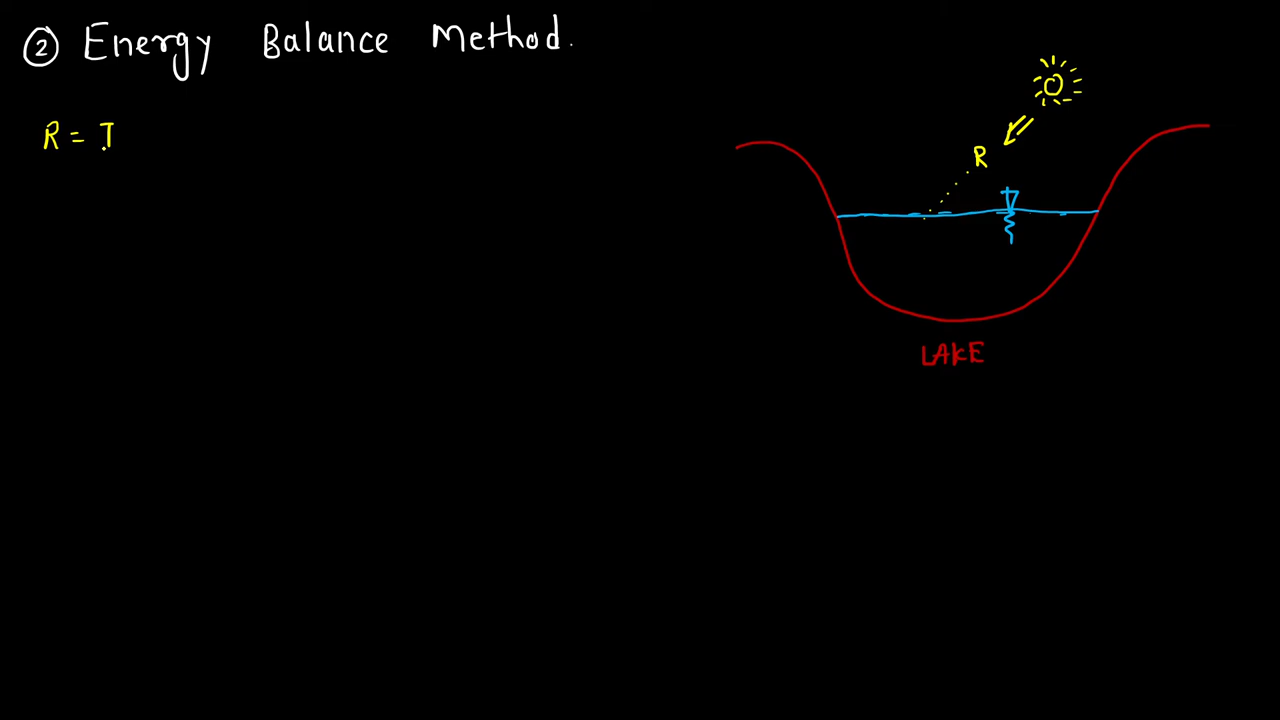 ② Energy Balance Method.
R = I
R
LAKE